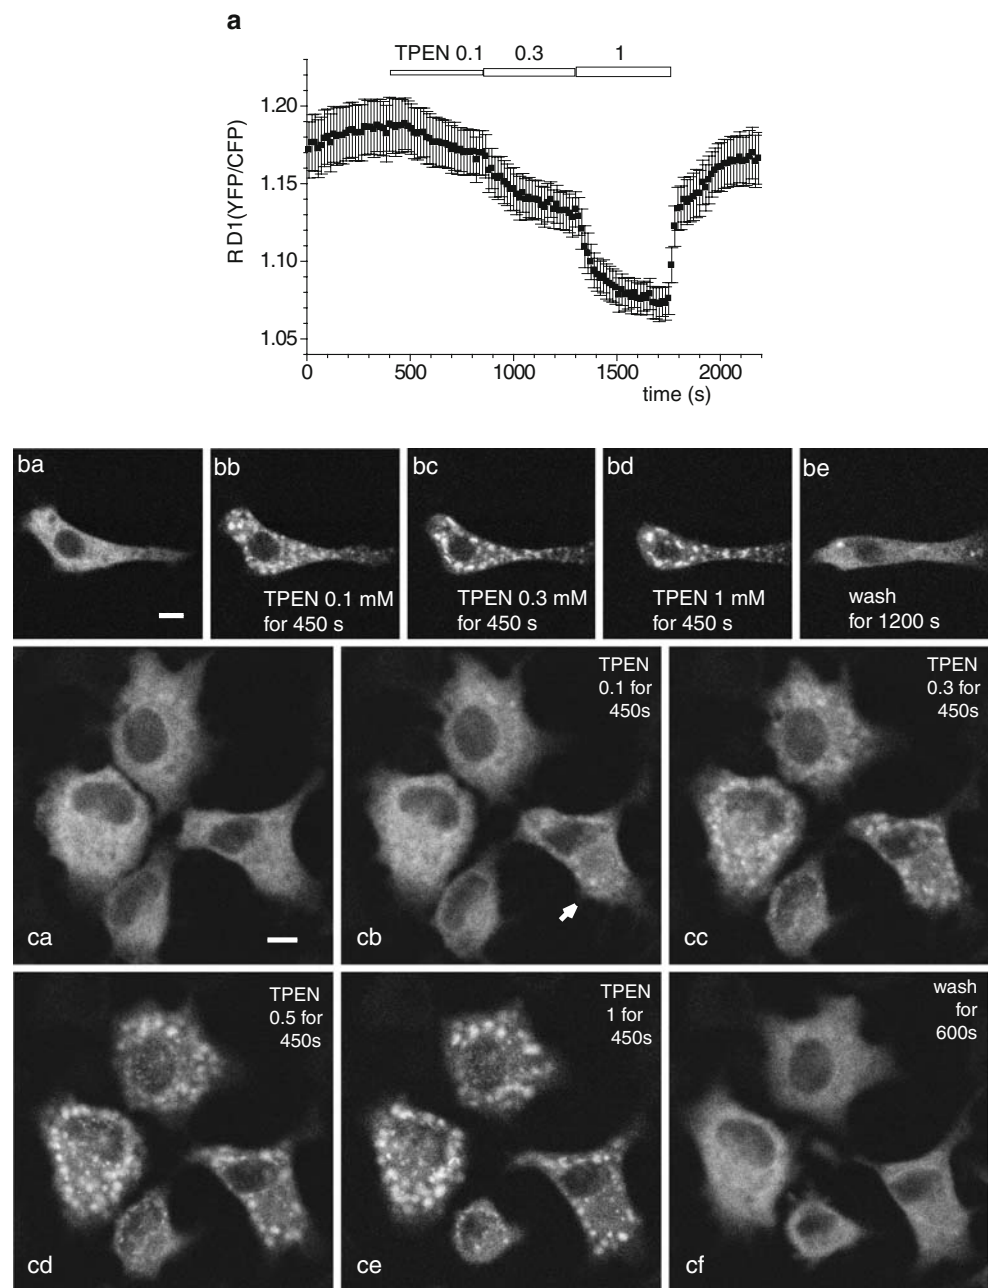 a
TPEN 0.1 0.3 1
RD1(YFP/CFP)
1.20
1.15
1.10
1.05
0 500 1000 1500 2000
time (s)
ba
bb
TPEN 0.1 mM
for 450 s
bc
TPEN 0.3 mM
for 450 s
bd
TPEN 1 mM
for 450 s
be
wash
for 1200 s
ca
TPEN
0.1 for
450s
cb
TPEN
0.3 for
450s
cc
TPEN
0.5 for
450s
cd
TPEN
1 for
450s
ce
wash
for
600s
cf